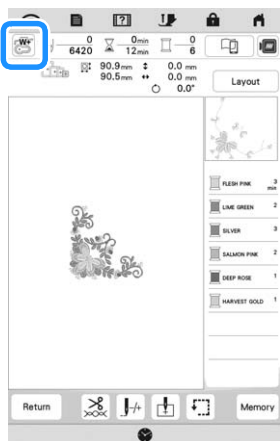 W+
0
6420
0min
12min
0
6
90.9mm
90.5mm
0.0 mm
0.0 mm
0.0°
Layout
FLESH PINK 3 min
LIME GREEN 2
SILVER 3
SALMON PINK 2
DEEP ROSE 1
HARVEST GOLD 1
Return
-/+
Memory